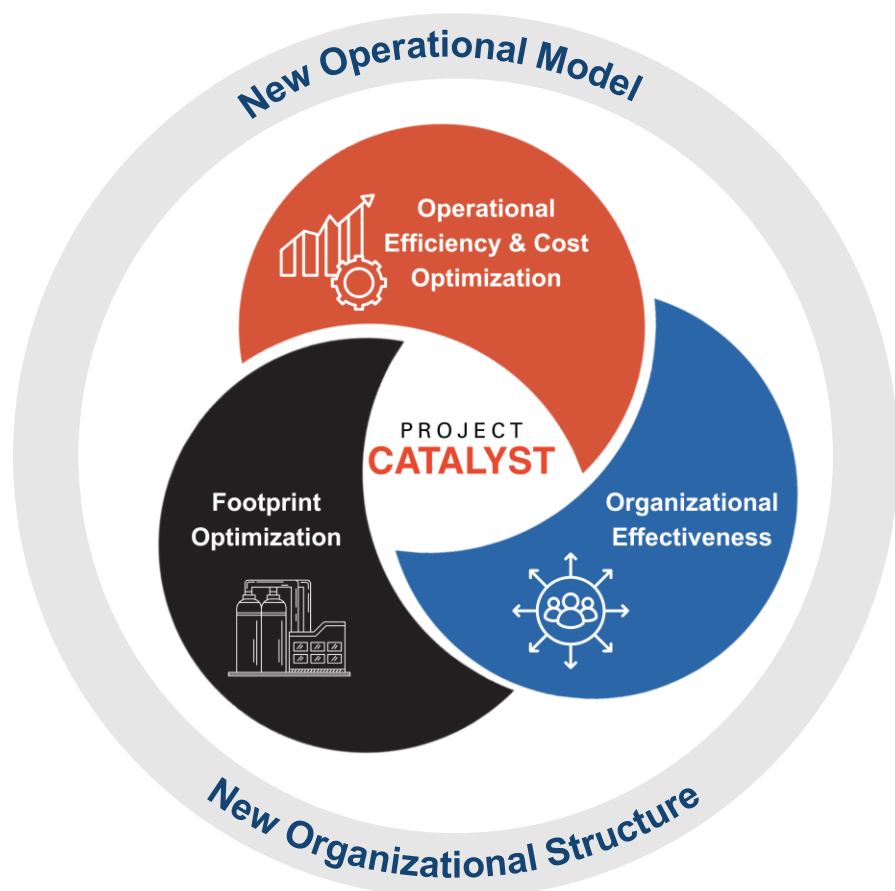 New Operational Model
Operational
Efficiency & Cost
Optimization
PROJECT
CATALYST
Footprint
Optimization
Organizational
Effectiveness
New Organizational Structure